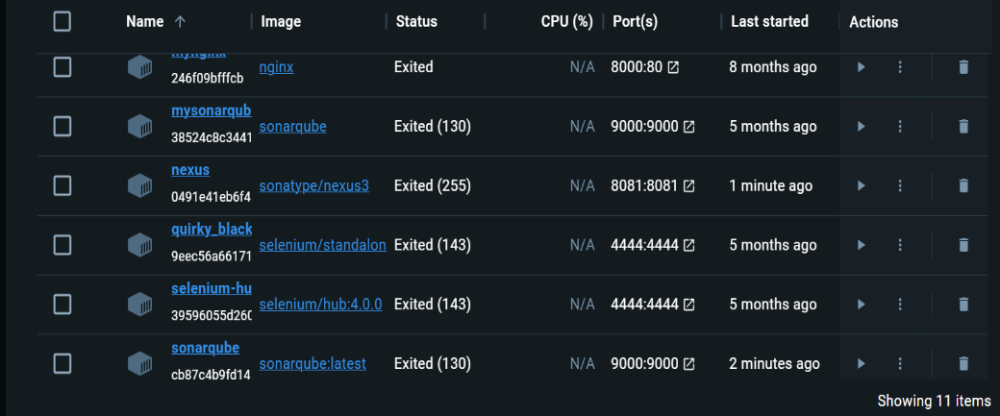 Name ↑ Image Status CPU (%) Port(s) Last started Actions
mynginx
nginx Exited N/A 8000:80 8 months ago
246f09bfffcb
mysonarqub
sonarqube Exited (130) N/A 9000:9000 5 months ago
38524c8c3441
nexus
sonatype/nexus3 Exited (255) N/A 8081:8081 1 minute ago
0491e41eb6f4
quirky_black
selenium/standalon Exited (143) N/A 4444:4444 5 months ago
9eec56a66171
selenium-hu
selenium/hub:4.0.0 Exited (143) N/A 4444:4444 5 months ago
39596055d260
sonarqube
sonarqube:latest Exited (130) N/A 9000:9000 2 minutes ago
cb87c4b9fd14
Showing 11 items